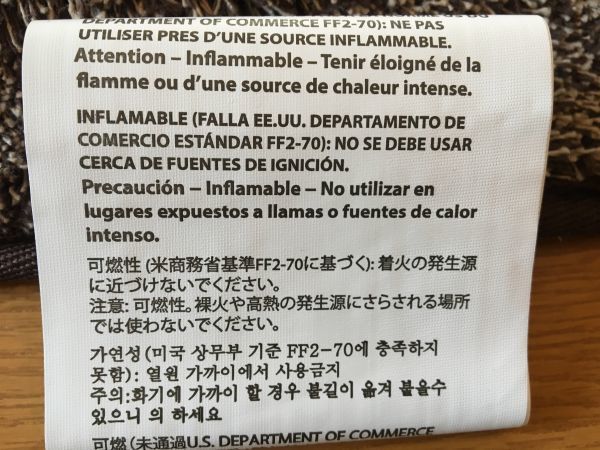 DEPARTMENT OF COMMERCE FF2-70): NE PAS
UTILISER PRES D'UNE SOURCE INFLAMMABLE.
Attention – Inflammable – Tenir éloigné de la
flamme ou d'une source de chaleur intense.
INFLAMABLE (FALLA EE.UU. DEPARTAMENTO DE
COMERCIO ESTÁNDAR FF2-70): NO SE DEBE USAR
CERCA DE FUENTES DE IGNICIÓN.
Precaución – Inflamable – No utilizar en
lugares expuestos a llamas o fuentes de calor
intenso.
可燃性 (米商務省基準FF2-70に基づく): 着火の発生源
に近づけないでください。
注意: 可燃性。裸火や高熱の発生源にさらされる場所
では使わないでください。
가연성 (미국 상무부 기준 FF2-70에 충족하지
못함): 열원 가까이에서 사용금지
주의:화기에 가까이 할 경우 불길이 옮겨 붙을수
있으니 의 하세요
可燃 (未通過U.S. DEPARTMENT OF COMMERCE